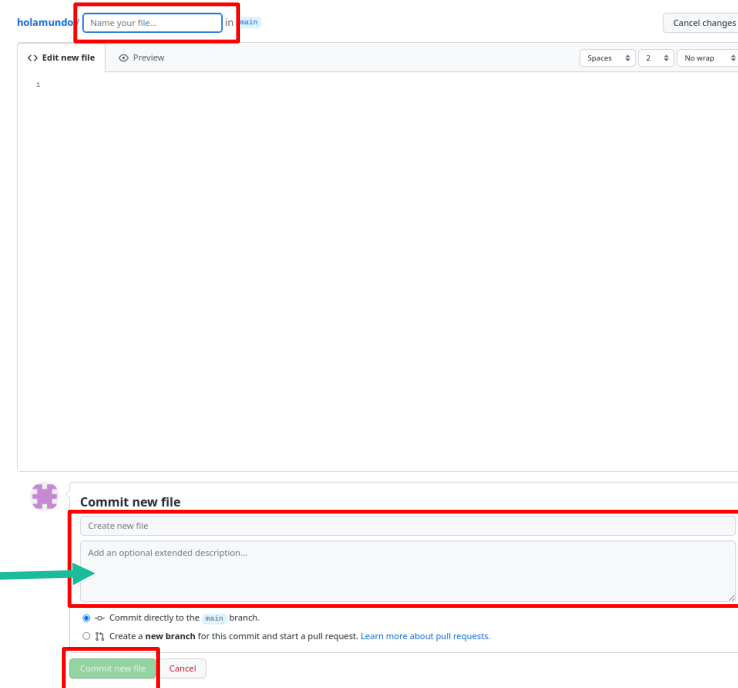 holamundo / Name your file... in main Cancel changes
<> Edit new file Preview Spaces 2 No wrap
1
Commit new file
Create new file
Add an optional extended description...
Commit directly to the main branch.
Create a new branch for this commit and start a pull request. Learn more about pull requests.
Commit new file Cancel